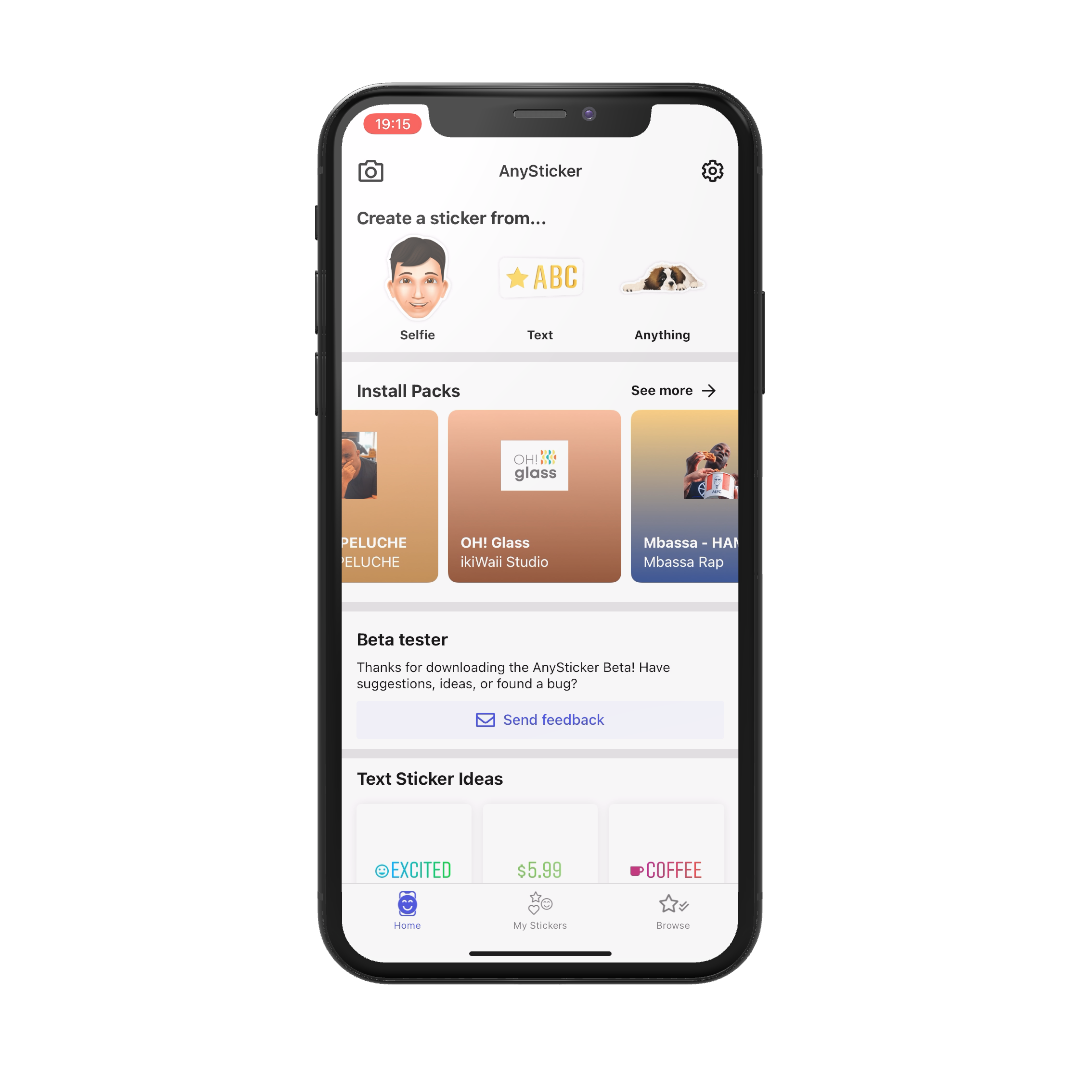 19:15
AnySticker
Create a sticker from...
ABC
Selfie
Text
Anything
Install Packs
See more
OH!
glass
PELUCHE
PELUCHE
OH! Glass
ikiWaii Studio
Mbassa - HAM
Mbassa Rap
Beta tester
Thanks for downloading the AnySticker Beta! Have
suggestions, ideas, or found a bug?
Send feedback
Text Sticker Ideas
EXCITED
$5.99
COFFEE
Home
My Stickers
Browse